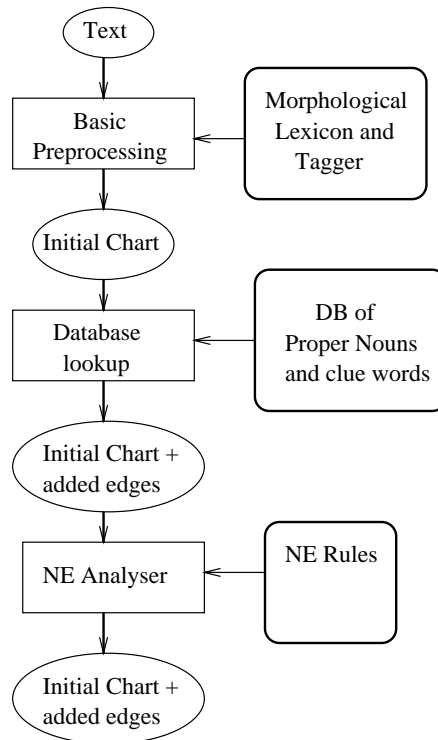 Text
Basic
Preprocessing
Morphological
Lexicon and
Tagger
Initial Chart
Database
lookup
DB of
Proper Nouns
and clue words
Initial Chart +
added edges
NE Analyser
NE Rules
Initial Chart +
added edges